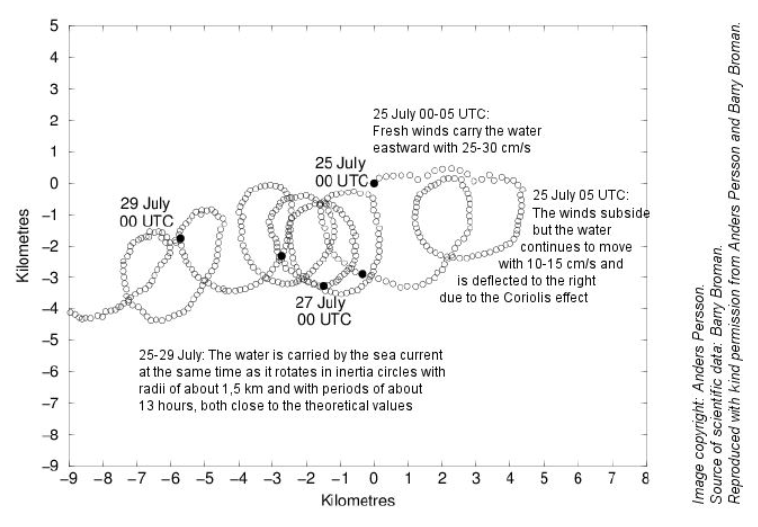 25 July 00-05 UTC:
Fresh winds carry the water
eastward with 25-30 cm/s
25 July
00 UTC
29 July
00 UTC
25 July 05 UTC:
The winds subside
but the water
continues to move
with 10-15 cm/s and
is deflected to the right
due to the Coriolis effect
27 July
00 UTC
25-29 July: The water is carried by the sea current
at the same time as it rotates in inertia circles with
radii of about 1,5 km and with periods of about
13 hours, both close to the theoretical values
5
4
3
2
1
0
−1
−2
−3
−4
−5
−6
−7
−8
−9
Kilometres
−9 −8 −7 −6 −5 −4 −3 −2 −1 0 1 2 3 4 5 6 7 8
Kilometres
Image copyright: Anders Persson.
Source of scientific data: Barry Broman.
Reproduced with kind permission from Anders Persson and Barry Broman.